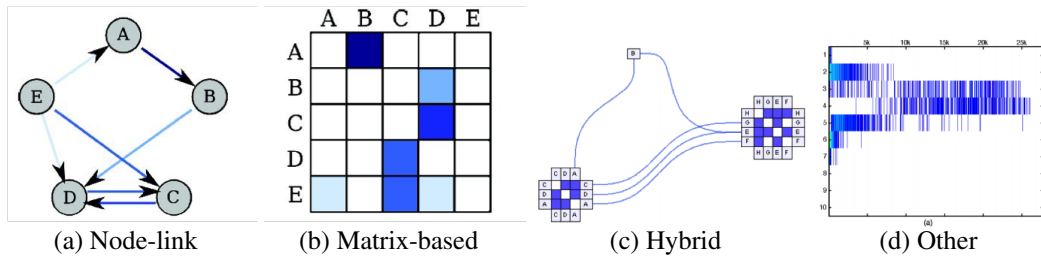 A
E
B
D
C
A B C D E
A
B
C
D
E
B
C D A
C C
D D
A A
C D A
H G E F
H H
G G
E E
F F
H G E F
5k 10k 15k 20k 25k
1
2
3
4
5
6
7
8
9
10
(a)
(a) Node-link (b) Matrix-based (c) Hybrid (d) Other